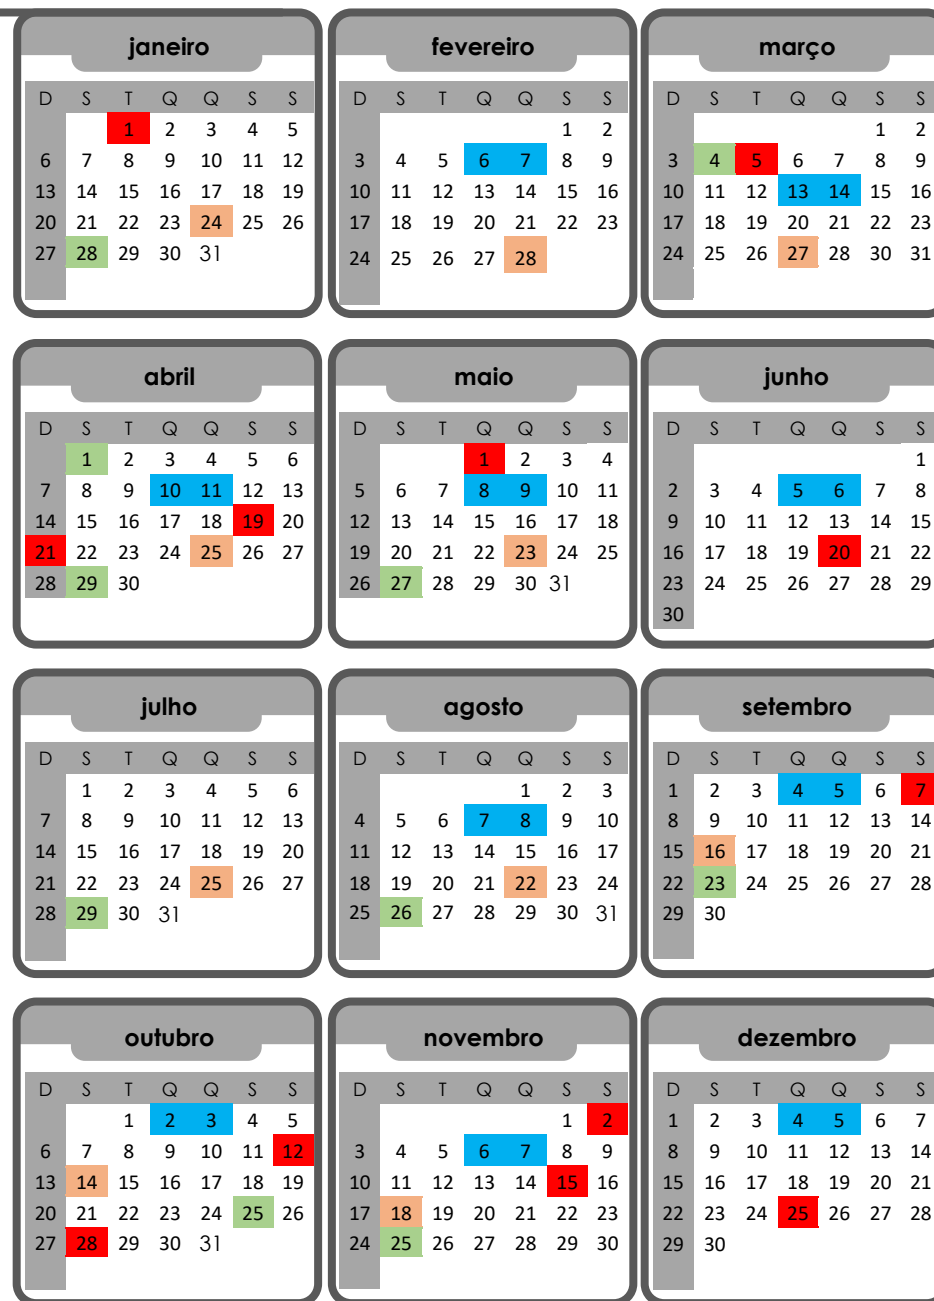 janeiro
D S T Q Q S S
1 2 3 4 5
6 7 8 9 10 11 12
13 14 15 16 17 18 19
20 21 22 23 24 25 26
27 28 29 30 31
fevereiro
D S T Q Q S S
1 2
3 4 5 6 7 8 9
10 11 12 13 14 15 16
17 18 19 20 21 22 23
24 25 26 27 28
março
D S T Q Q S S
1 2
3 4 5 6 7 8 9
10 11 12 13 14 15 16
17 18 19 20 21 22 23
24 25 26 27 28 30 31
abril
D S T Q Q S S
1 2 3 4 5 6
7 8 9 10 11 12 13
14 15 16 17 18 19 20
21 22 23 24 25 26 27
28 29 30
maio
D S T Q Q S S
1 2 3 4
5 6 7 8 9 10 11
12 13 14 15 16 17 18
19 20 21 22 23 24 25
26 27 28 29 30 31
junho
D S T Q Q S S
1
2 3 4 5 6 7 8
9 10 11 12 13 14 15
16 17 18 19 20 21 22
23 24 25 26 27 28 29
30
julho
D S T Q Q S S
1 2 3 4 5 6
7 8 9 10 11 12 13
14 15 16 17 18 19 20
21 22 23 24 25 26 27
28 29 30 31
agosto
D S T Q Q S S
1 2 3
4 5 6 7 8 9 10
11 12 13 14 15 16 17
18 19 20 21 22 23 24
25 26 27 28 29 30 31
setembro
D S T Q Q S S
1 2 3 4 5 6 7
8 9 10 11 12 13 14
15 16 17 18 19 20 21
22 23 24 25 26 27 28
29 30
outubro
D S T Q Q S S
1 2 3 4 5
6 7 8 9 10 11 12
13 14 15 16 17 18 19
20 21 22 23 24 25 26
27 28 29 30 31
novembro
D S T Q Q S S
1 2
3 4 5 6 7 8 9
10 11 12 13 14 15 16
17 18 19 20 21 22 23
24 25 26 27 28 29 30
dezembro
D S T Q Q S S
1 2 3 4 5 6 7
8 9 10 11 12 13 14
15 16 17 18 19 20 21
22 23 24 25 26 27 28
29 30